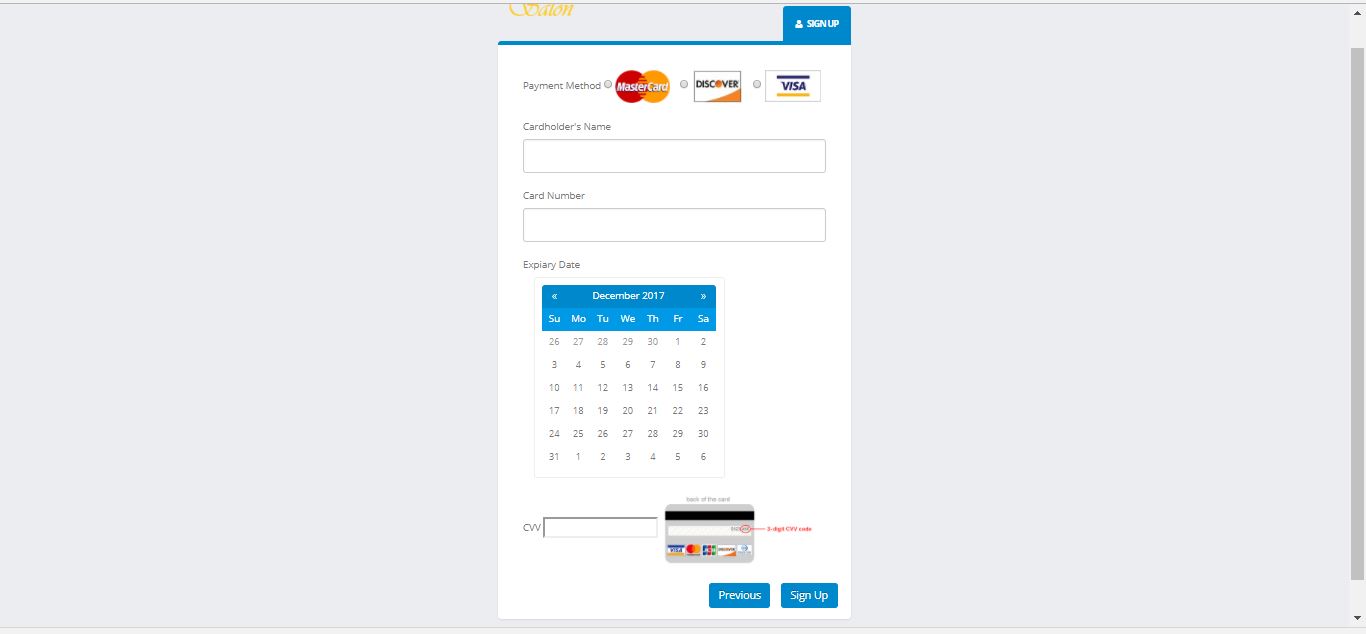 Salon
SIGN UP
Payment Method MasterCard DISCOVER VISA
Cardholder's Name
Card Number
Expiary Date
« December 2017 »
Su Mo Tu We Th Fr Sa
26 27 28 29 30 1 2
3 4 5 6 7 8 9
10 11 12 13 14 15 16
17 18 19 20 21 22 23
24 25 26 27 28 29 30
31 1 2 3 4 5 6
back of the card
CVV
3-digit CVV code
VISA DISCOVER
Previous Sign Up